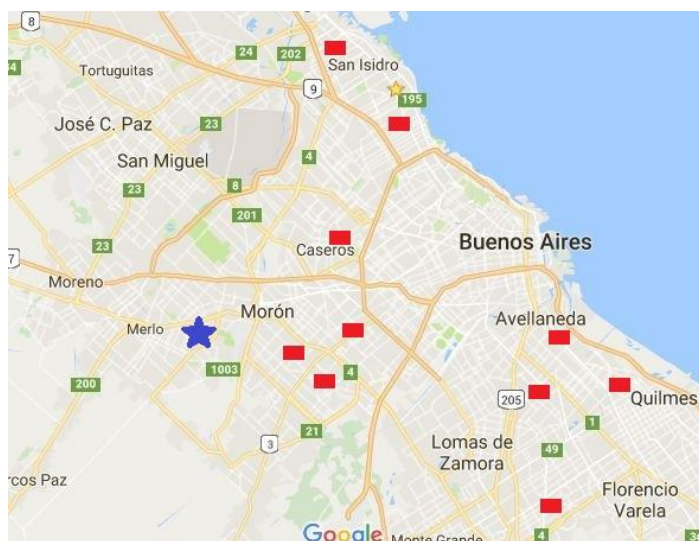 8
24
202
San Isidro
Tortuguitas
9
195
José C. Paz
23
4
San Miguel
8
23
201
Buenos Aires
23
Caseros
7
Moreno
Morón
Avellaneda
Merlo
1003
200
4
205
Quilmes
21
1
3
Lomas de
Zamora
49
rcos Paz
Florencio
Varela
Google
Monte Grande
4